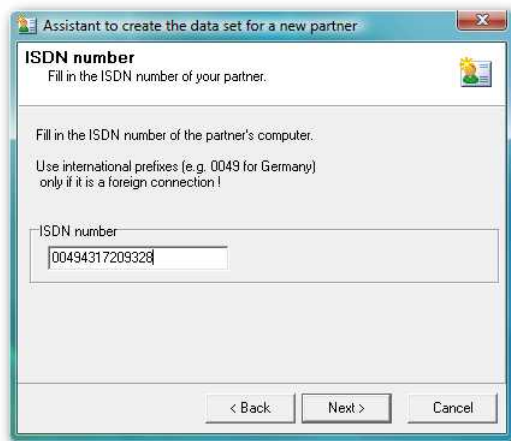 Assistant to create the data set for a new partner
ISDN number
Fill in the ISDN number of your partner.
Fill in the ISDN number of the partner's computer.
Use international prefixes (e.g. 0049 for Germany)
only if it is a foreign connection !
ISDN number
00494317209328
< Back
Next >
Cancel